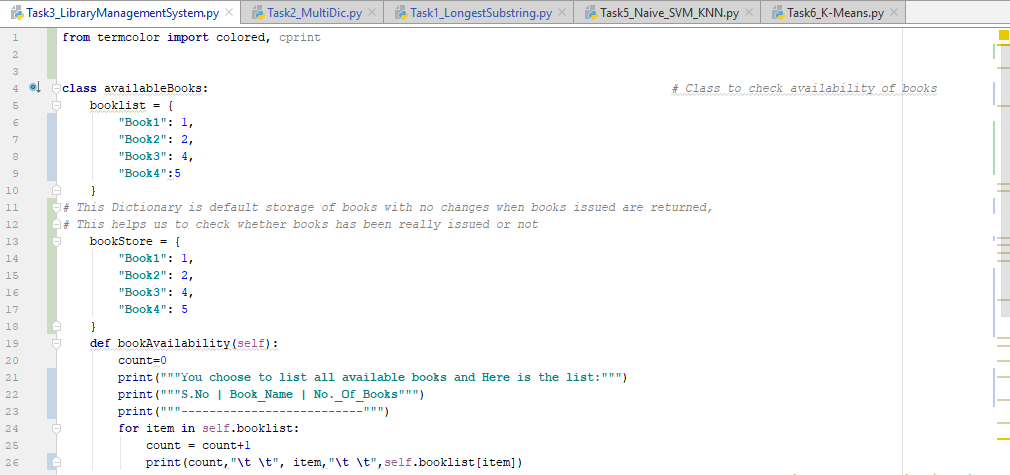 Task3_LibraryManagementSystem.py × Task2_MultiDic.py × Task1_LongestSubstring.py × Task5_Naive_SVM_KNN.py × Task6_K-Means.py ×
1 from termcolor import colored, cprint
2
3
4 class availableBooks: # Class to check availability of books
5 booklist = {
6 "Book1": 1,
7 "Book2": 2,
8 "Book3": 4,
9 "Book4":5
10 }
11 # This Dictionary is default storage of books with no changes when books issued are returned,
12 # This helps us to check whether books has been really issued or not
13 bookStore = {
14 "Book1": 1,
15 "Book2": 2,
16 "Book3": 4,
17 "Book4": 5
18 }
19 def bookAvailability(self):
20 count=0
21 print("""You choose to list all available books and Here is the list:""")
22 print("""S.No | Book_Name | No._Of_Books""")
23 print("""--------------------------""")
24 for item in self.booklist:
25 count = count+1
26 print(count,"\t \t", item,"\t \t",self.booklist[item])